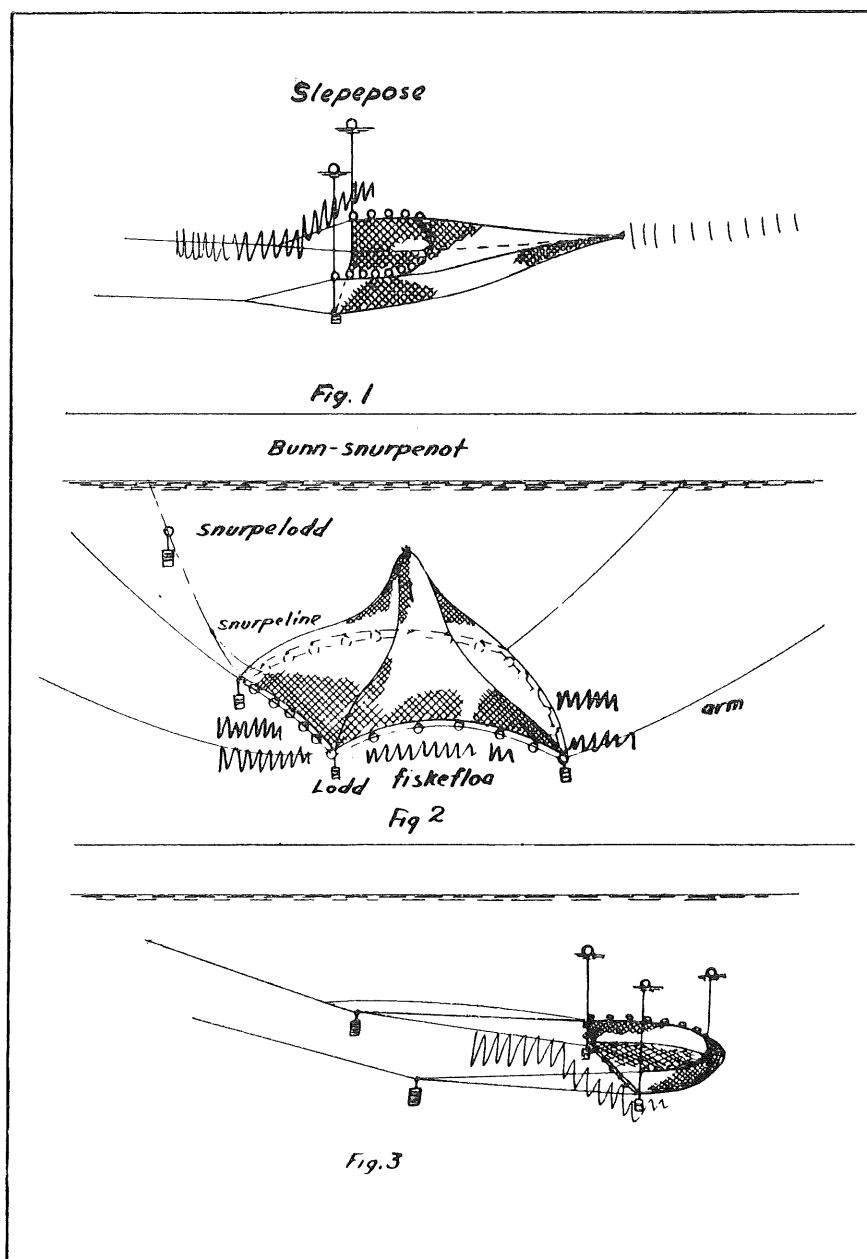 Slepepose
Fig. 1
Bunn-snurpenot
snurpelodd
snurpeline
arm
Lodd fiskefloa
Fig 2
Fig. 3